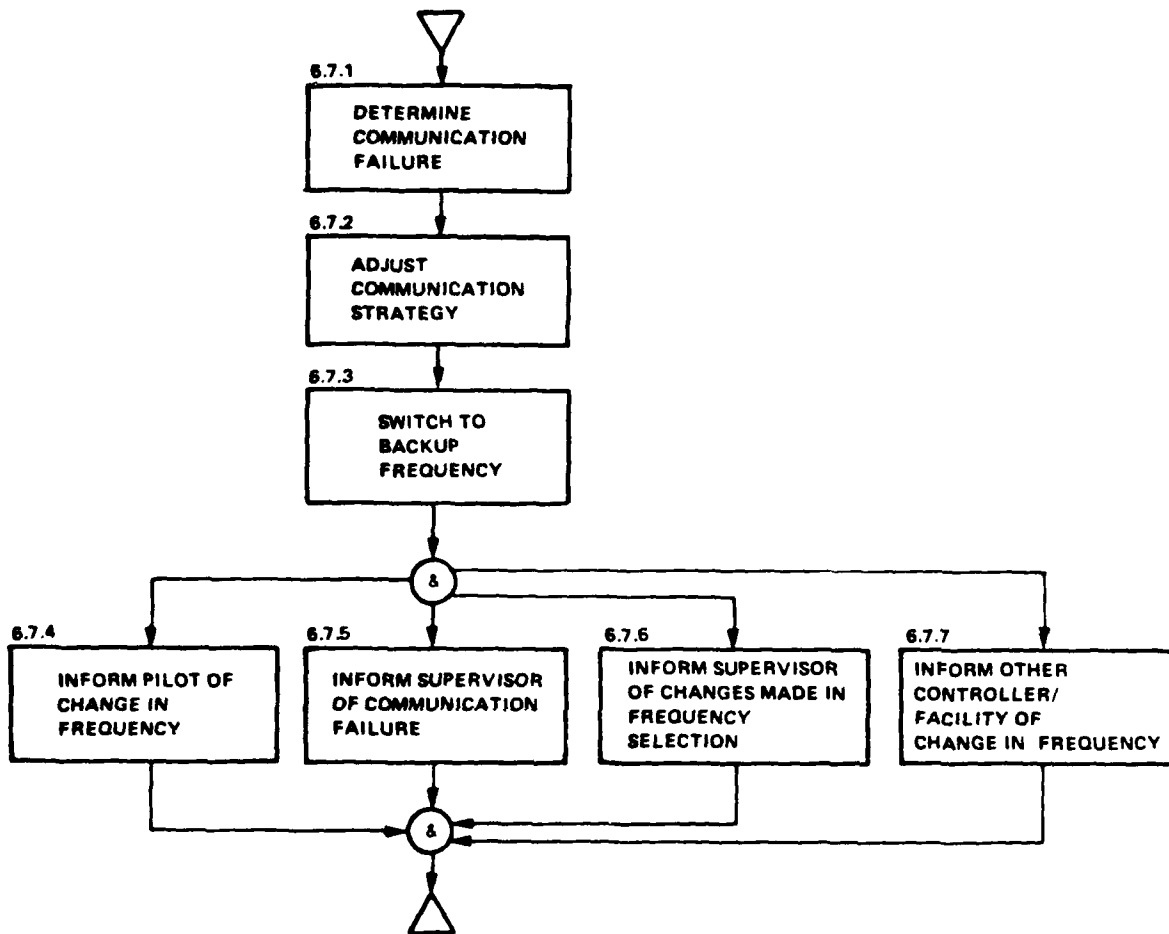 6.7.1
DETERMINE
COMMUNICATION
FAILURE
6.7.2
ADJUST
COMMUNICATION
STRATEGY
6.7.3
SWITCH TO
BACKUP
FREQUENCY
&
6.7.4
INFORM PILOT OF
CHANGE IN
FREQUENCY
6.7.5
INFORM SUPERVISOR
OF COMMUNICATION
FAILURE
6.7.6
INFORM SUPERVISOR
OF CHANGES MADE IN
FREQUENCY
SELECTION
6.7.7
INFORM OTHER
CONTROLLER/
FACILITY OF
CHANGE IN FREQUENCY
&